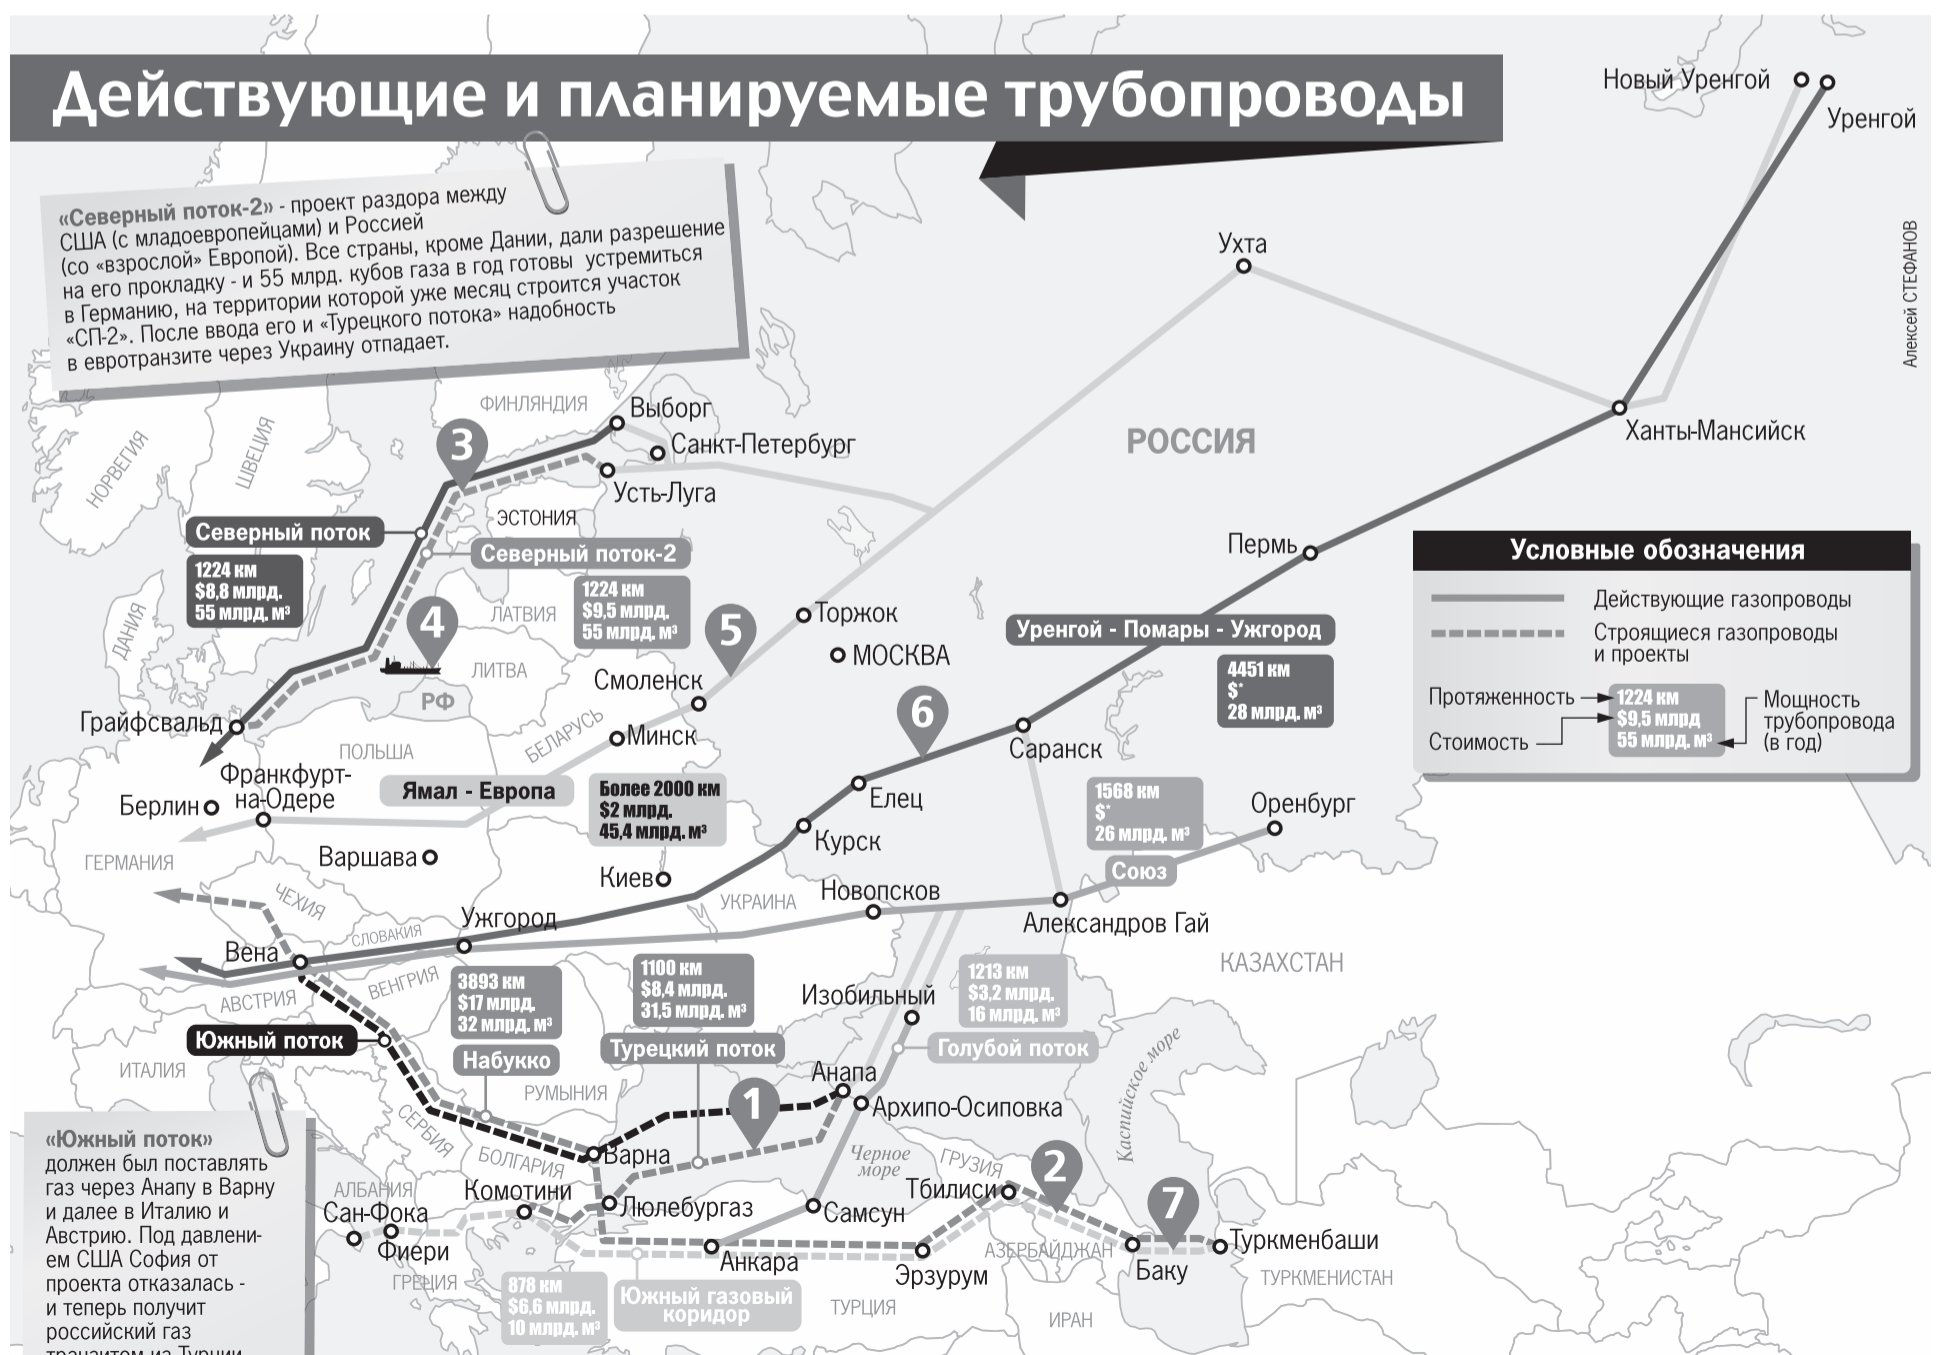 Действующие и планируемые трубопроводы
«Северный поток-2» - проект раздора между
США (с младоевропейцами) и Россией
(со «взрослой» Европой). Все страны, кроме Дании, дали разрешение
на его прокладку - и 55 млрд. кубов газа в год готовы устремиться
в Германию, на территории которой уже месяц строится участок
«СП-2». После ввода его и «Турецкого потока» надобность
в евротранзите через Украину отпадает.
Новый Уренгой
Уренгой
Алексей СТЕФАНОВ
Ухта
Ханты-Мансийск
РОССИЯ
НОРВЕГИЯ
ШВЕЦИЯ
ФИНЛЯНДИЯ
Выборг
Санкт-Петербург
Усть-Луга
3
ЭСТОНИЯ
Северный поток
1224 км
$8,8 млрд.
55 млрд. м³
Северный поток-2
1224 км
$9,5 млрд.
55 млрд. м³
ДАНИЯ
ЛАТВИЯ
4
5
Торжок
МОСКВА
ЛИТВА
РФ
Смоленск
Минск
БЕЛАРУСЬ
Пермь
Уренгой - Помары - Ужгород
4451 км
$*
28 млрд. м³
Условные обозначения
Действующие газопроводы
Строящиеся газопроводы
и проекты
Протяженность
Стоимость
1224 км
$9,5 млрд
55 млрд. м³
Мощность
трубопровода
(в год)
6
Саранск
Елец
Курск
Грайфсвальд
ПОЛЬША
Франкфурт-
на-Одере
Берлин
Ямал - Европа
Более 2000 км
$2 млрд.
45,4 млрд. м³
ГЕРМАНИЯ
Варшава
Киев
1568 км
$*
26 млрд. м³
Союз
Оренбург
ЧЕХИЯ
УКРАИНА
Новопсков
Александров Гай
КАЗАХСТАН
Ужгород
СЛОВАКИЯ
Вена
АВСТРИЯ
ВЕНГРИЯ
3893 км
$17 млрд.
32 млрд. м³
Набукко
1100 км
$8,4 млрд.
31,5 млрд. м³
Турецкий поток
Изобильный
1213 км
$3,2 млрд.
16 млрд. м³
Голубой поток
Южный поток
ИТАЛИЯ
РУМЫНИЯ
Анапа
Архипо-Осиповка
1
Каспийское море
СЕРБИЯ
БОЛГАРИЯ
Варна
Черное
море
ГРУЗИЯ
Тбилиси
2
7
«Южный поток»
должен был поставлять
газ через Анапу в Варну
и далее в Италию и
Австрию. Под давлени-
ем США София от
проекта отказалась -
и теперь получит
российский газ
транзитом из Турции
АЛБАНИЯ
Сан-Фока
Фиери
ГРЕЦИЯ
Комотини
Люлебургаз
Самсун
Анкара
Эрзурум
АЗЕРБАЙДЖАН
Баку
Туркменбаши
ТУРКМЕНИСТАН
878 км
$6,6 млрд.
10 млрд. м³
Южный газовый
коридор
ТУРЦИЯ
ИРАН